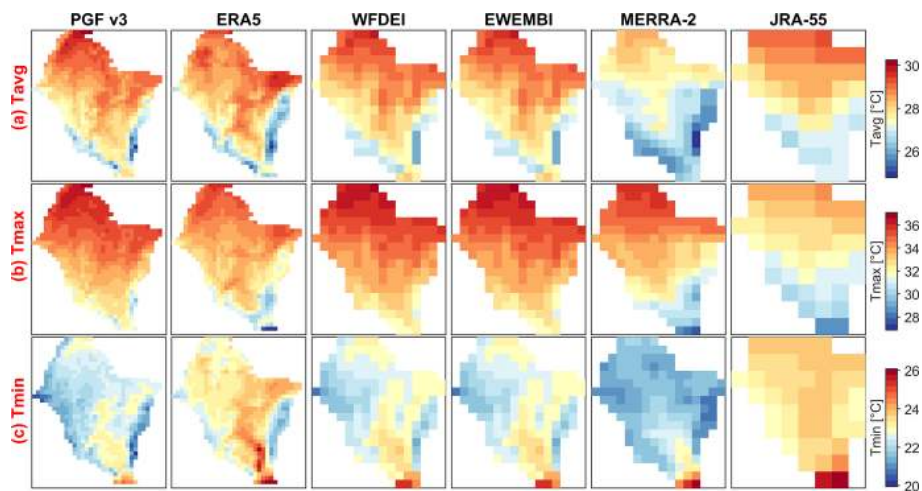 PGF v3 ERA5 WFDEI EWEMBI MERRA-2 JRA-55
(a) Tavg
30
28
26
Tavg [°C]
(b) Tmax
36
34
32
30
28
Tmax [°C]
(c) Tmin
26
24
22
20
Tmin [°C]